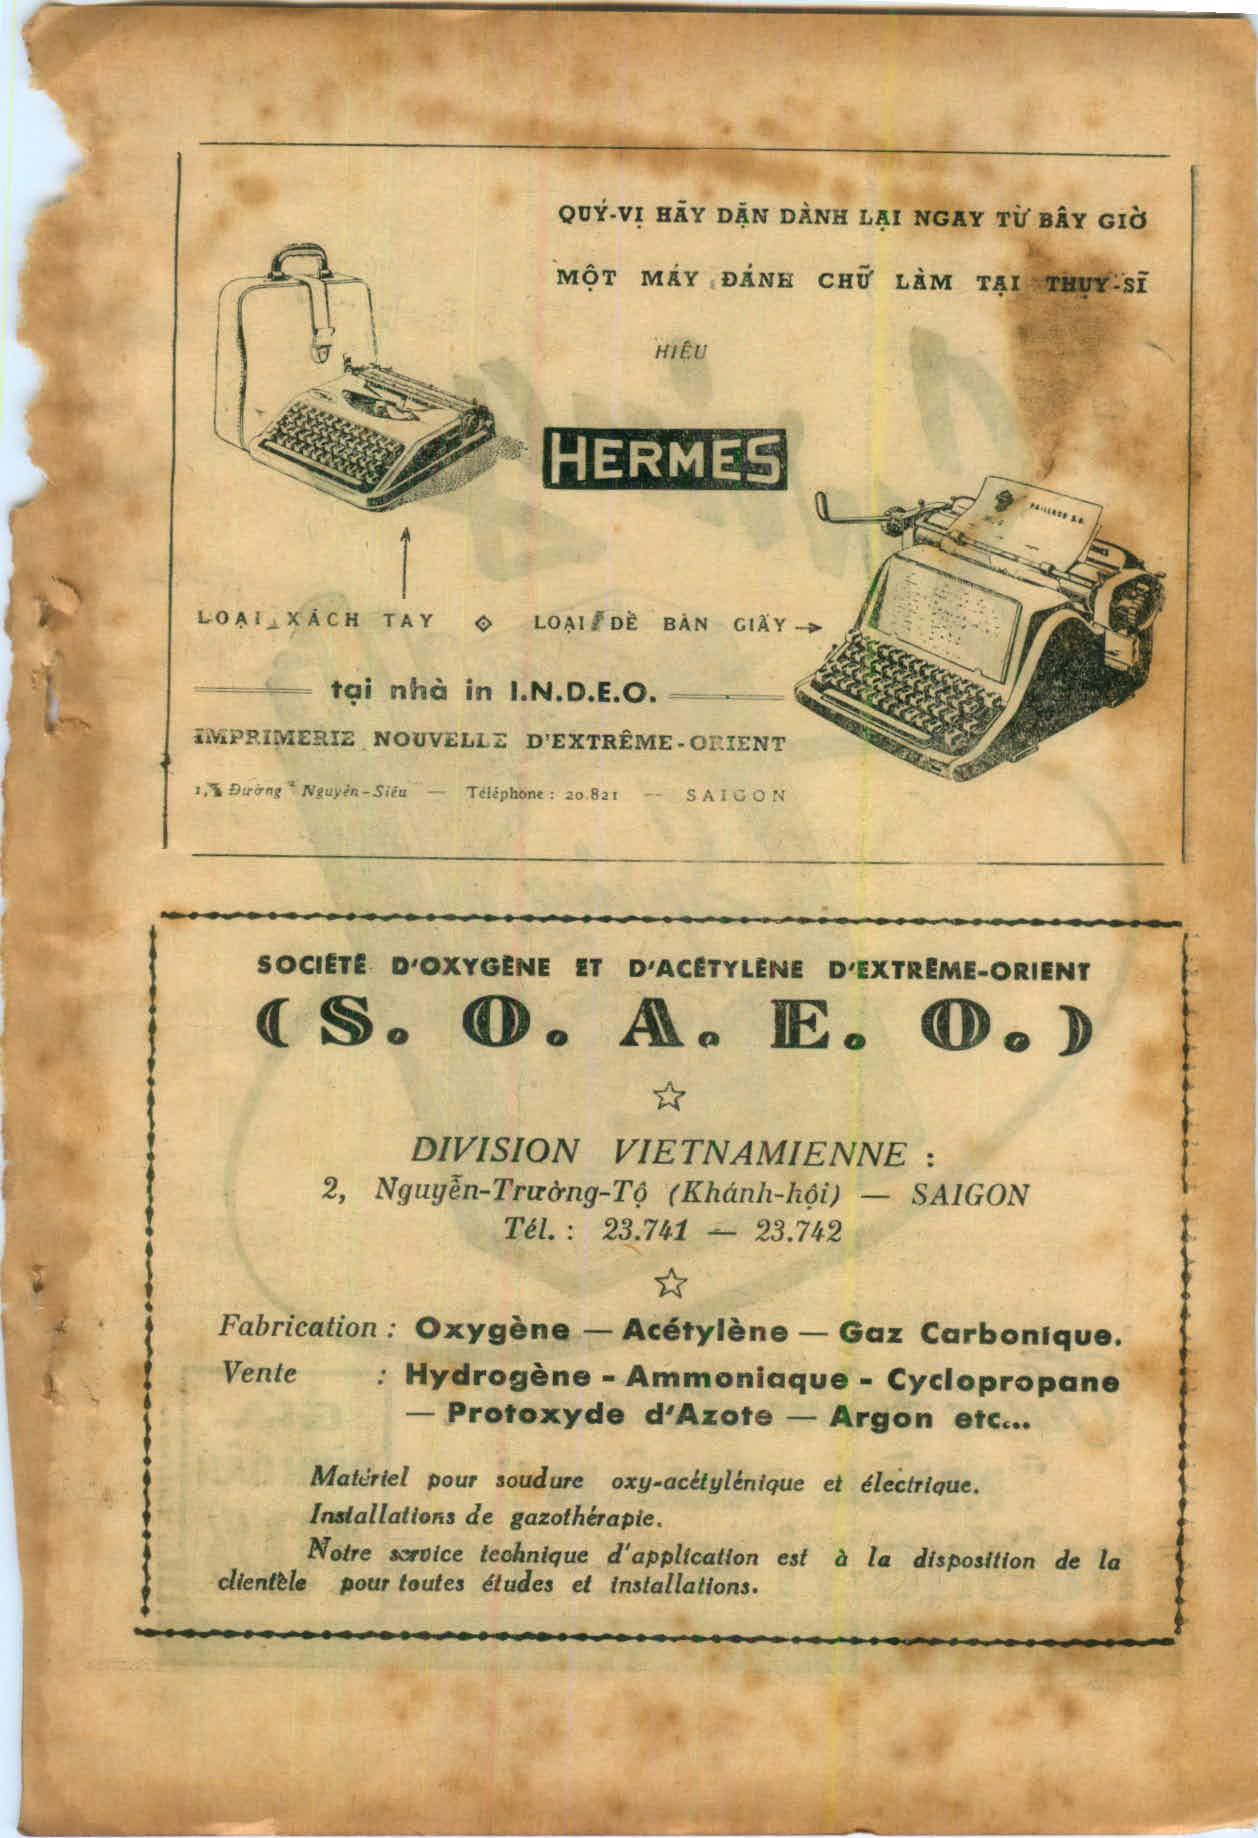 QUÝ-VỊ HÃY DẶN DÀNH LẠI NGAY TỪ BÂY GIỜ
MỘT MÁY ĐÁNH CHỮ LÀM TẠI THỤY-SĨ
HIỆU
HERMES
PAILLARD S.A.
LOẠI XÁCH TAY ◇ LOẠI ĐỂ BÀN GIẤY
tại nhà in I.N.D.E.O.
IMPRIMERIE NOUVELLE D'EXTRÊME-ORIENT
Đường Nguyễn-Siêu — Téléphone : 20.821 — SAIGON
SOCIÉTÉ D'OXYGÈNE ET D'ACÉTYLÈNE D'EXTRÊME-ORIENT
(S. O. A. E. O.)
DIVISION VIETNAMIENNE :
2, Nguyễn-Trường-Tộ (Khánh-hội) — SAIGON
Tél. : 23.741 — 23.742
Fabrication : Oxygène — Acétylène — Gaz Carbonique.
Vente : Hydrogène - Ammoniaque - Cyclopropane
— Protoxyde d'Azote — Argon etc...
Matériel pour soudure oxy-acétylénique et électrique.
Installations de gazothérapie.
Notre service technique d'application est à la disposition de la
clientèle pour toutes études et installations.